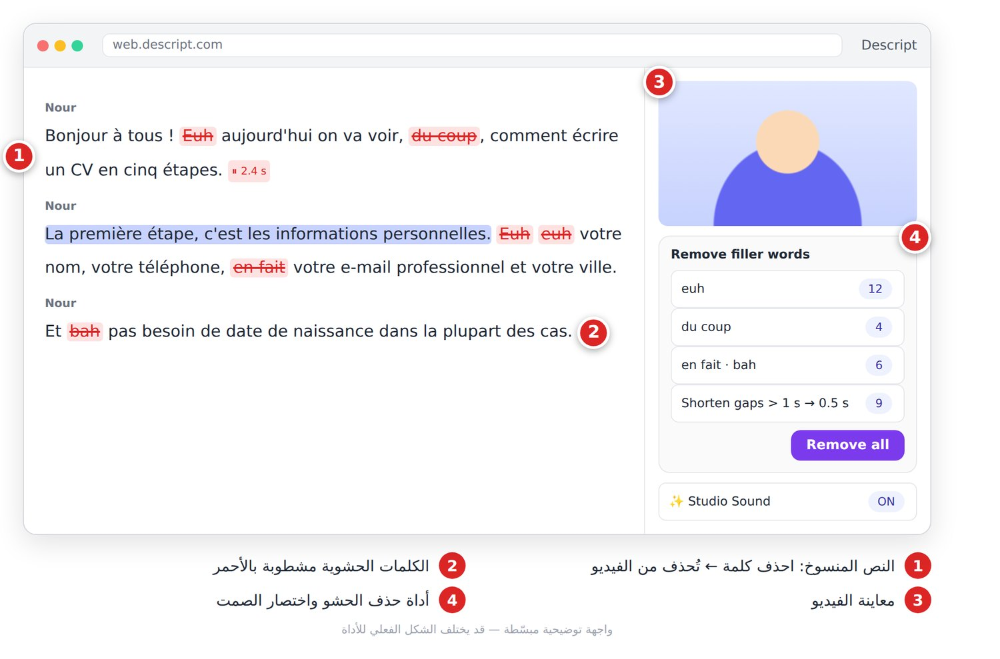 web.descript.com
Descript
Nour
Bonjour à tous ! Euh aujourd'hui on va voir, du coup, comment écrire
un CV en cinq étapes. ⏸ 2.4 s
Nour
La première étape, c'est les informations personnelles. Euh euh votre
nom, votre téléphone, en fait votre e-mail professionnel et votre ville.
Nour
Et bah pas besoin de date de naissance dans la plupart des cas.
1
2
3
4
Remove filler words
euh 12
du coup 4
en fait · bah 6
Shorten gaps > 1 s → 0.5 s 9
Remove all
✨ Studio Sound ON
1 النص المنسوخ: احذف كلمة ← تُحذف من الفيديو
2 الكلمات الحشوية مشطوبة بالأحمر
3 معاينة الفيديو
4 أداة حذف الحشو واختصار الصمت
واجهة توضيحية مبسّطة — قد يختلف الشكل الفعلي للأداة